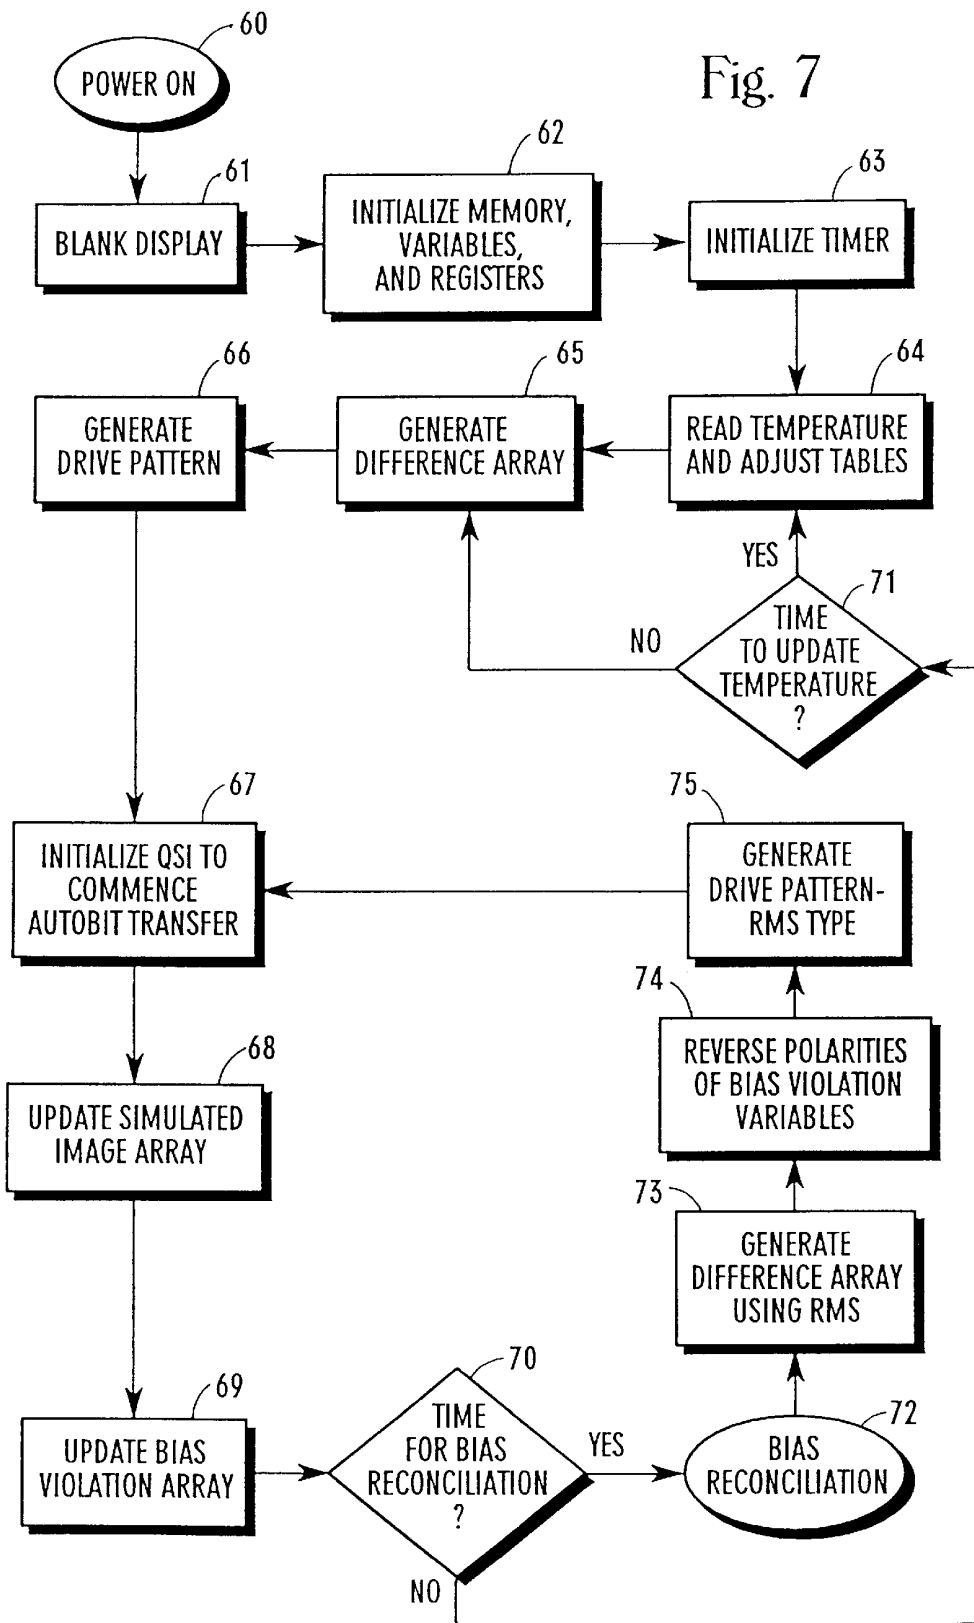 Fig. 7
60
POWER ON
61
BLANK DISPLAY
62
INITIALIZE MEMORY,
VARIABLES,
AND REGISTERS
63
INITIALIZE TIMER
64
READ TEMPERATURE
AND ADJUST TABLES
65
GENERATE
DIFFERENCE ARRAY
66
GENERATE
DRIVE PATTERN
YES
71
TIME
TO UPDATE
TEMPERATURE
?
NO
67
INITIALIZE QSI TO
COMMENCE
AUTOBIT TRANSFER
75
GENERATE
DRIVE PATTERN-
RMS TYPE
74
REVERSE POLARITIES
OF BIAS VIOLATION
VARIABLES
68
UPDATE SIMULATED
IMAGE ARRAY
73
GENERATE
DIFFERENCE ARRAY
USING RMS
69
UPDATE BIAS
VIOLATION ARRAY
70
TIME
FOR BIAS
RECONCILIATION
?
YES
72
BIAS
RECONCILIATION
NO